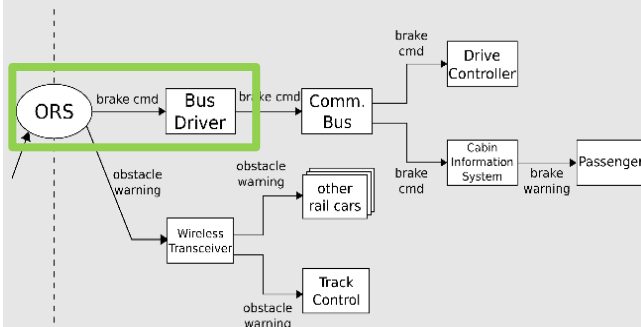 brake
cmd
Drive
Controller
ORS
brake cmd
Bus
Driver
brake cmd
Comm.
Bus
brake
cmd
Cabin
Information
System
brake
warning
Passenger
obstacle
warning
obstacle
warning
other
rail cars
Wireless
Transceiver
Track
Control
obstacle
warning